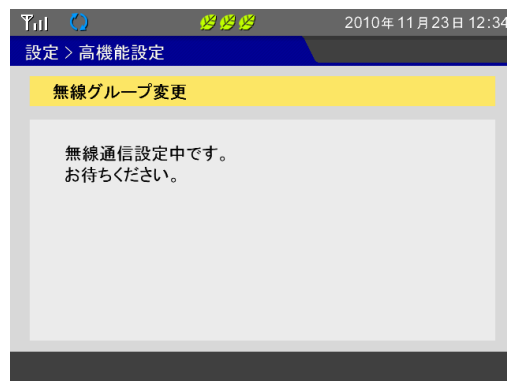 2010年11月23日 12:34
設定 > 高機能設定
無線グループ変更
無線通信設定中です。
お待ちください。